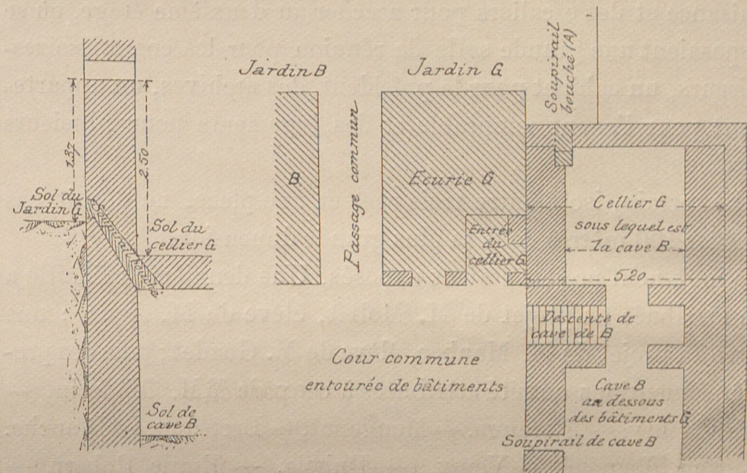 Jardin B
Jardin G
Soupirail
bouché (A)
1.37
2.50
Sol du
Jardin G
Sol du
cellier G
Sol de
cave B
B
Passage commun
Ecurie G
Entrée
du
cellier G
Cellier G
sous lequel est
la cave B
5.20
Descente de
cave de B
Cour commune
entourée de bâtiments
Cave B
au dessous
des bâtiments G
Soupirail de cave B